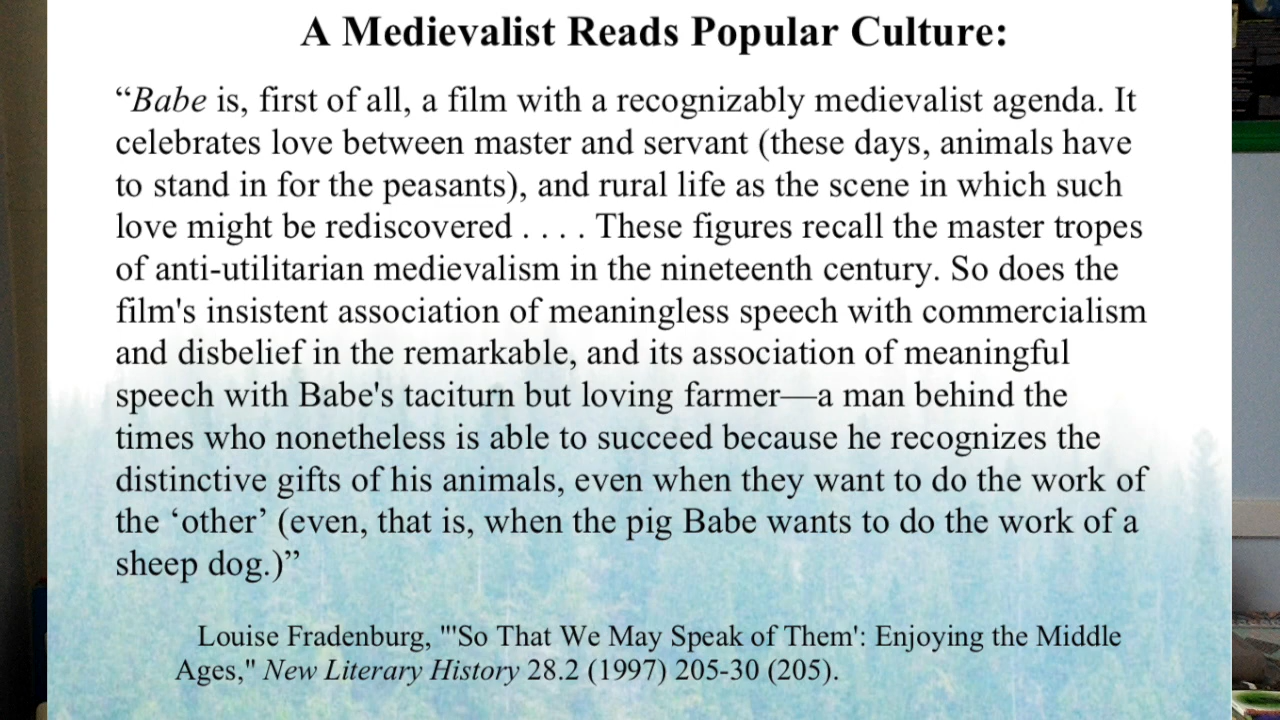 A Medievalist Reads Popular Culture:
“Babe is, first of all, a film with a recognizably medievalist agenda. It
celebrates love between master and servant (these days, animals have
to stand in for the peasants), and rural life as the scene in which such
love might be rediscovered . . . . These figures recall the master tropes
of anti-utilitarian medievalism in the nineteenth century. So does the
film's insistent association of meaningless speech with commercialism
and disbelief in the remarkable, and its association of meaningful
speech with Babe's taciturn but loving farmer—a man behind the
times who nonetheless is able to succeed because he recognizes the
distinctive gifts of his animals, even when they want to do the work of
the ‘other’ (even, that is, when the pig Babe wants to do the work of a
sheep dog.)”
Louise Fradenburg, "'So That We May Speak of Them': Enjoying the Middle
Ages," New Literary History 28.2 (1997) 205-30 (205).